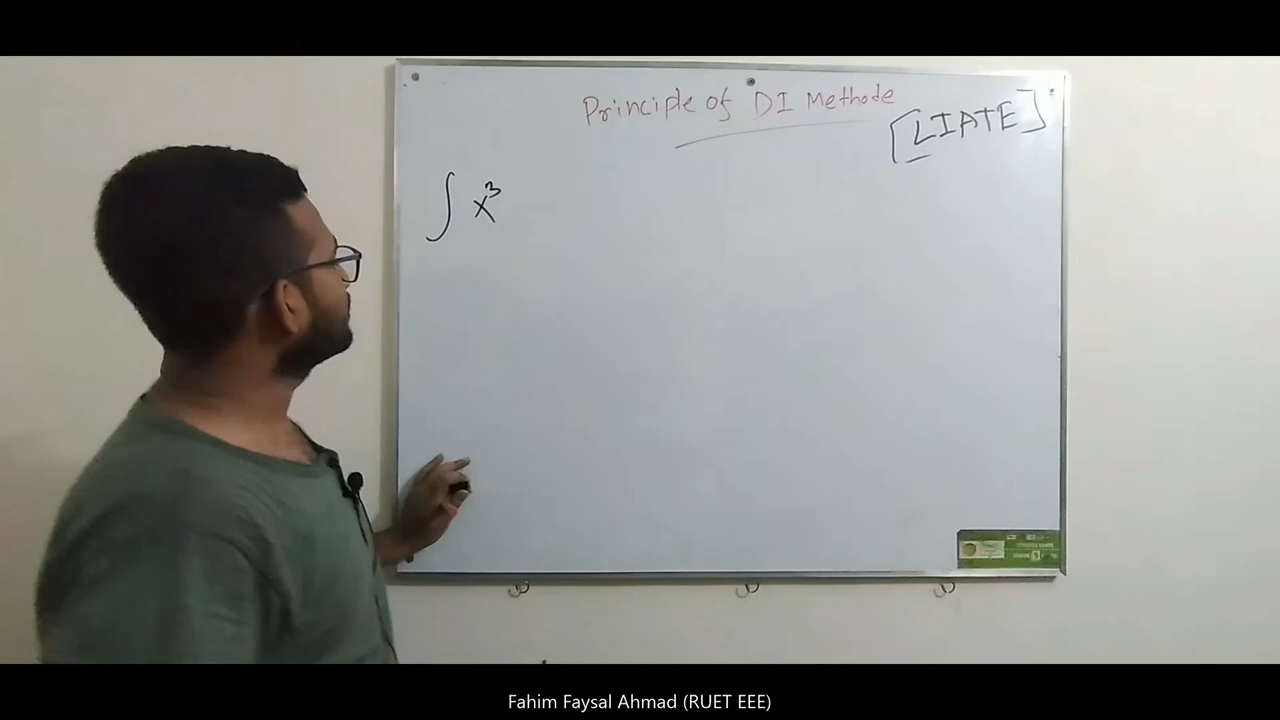 Principle of DI Methode
[LIATE]
∫ x³
Fahim Faysal Ahmad (RUET EEE)